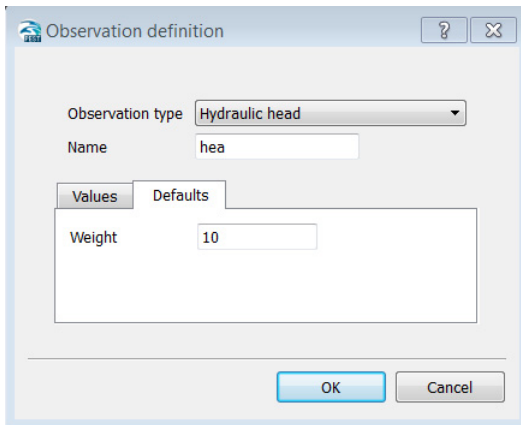 Observation definition
Observation type Hydraulic head
Name hea
Values Defaults
Weight 10
OK Cancel